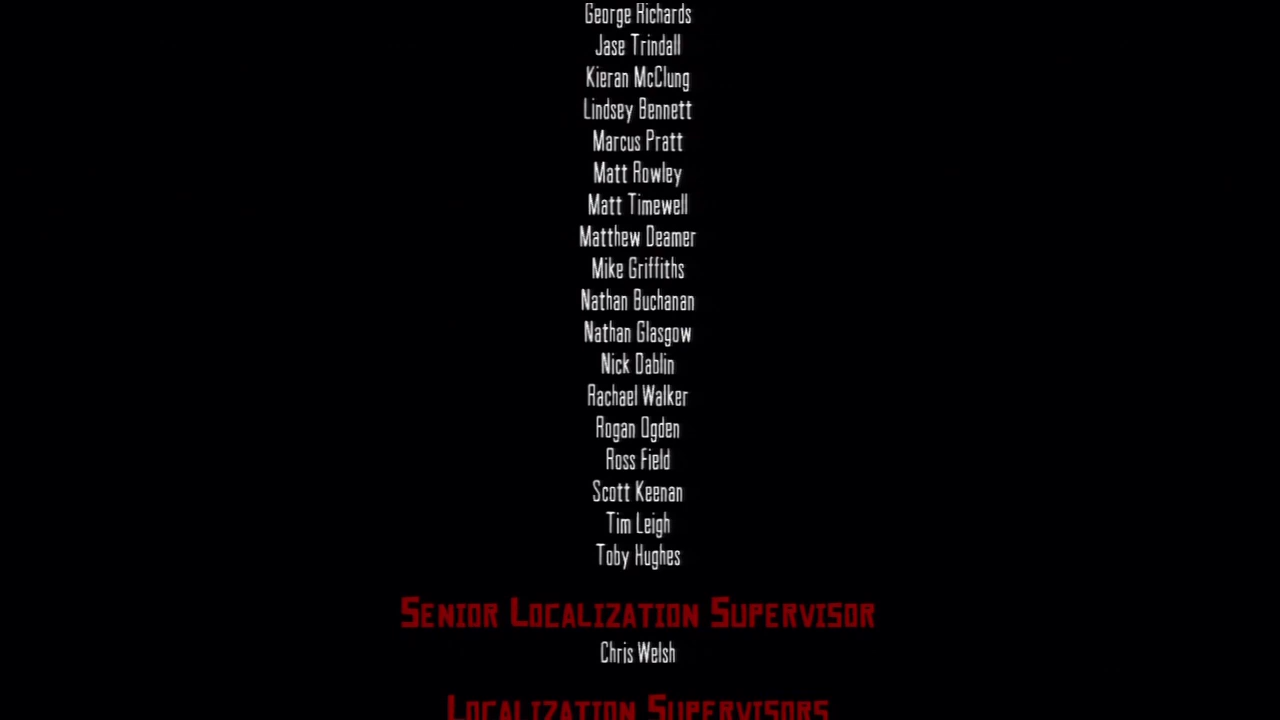 George Richards
Jase Trindall
Kieran McClung
Lindsey Bennett
Marcus Pratt
Matt Rowley
Matt Timewell
Matthew Deamer
Mike Griffiths
Nathan Buchanan
Nathan Glasgow
Nick Dablin
Rachael Walker
Rogan Ogden
Ross Field
Scott Keenan
Tim Leigh
Toby Hughes
Senior Localization Supervisor
Chris Welsh
Localization Supervisors